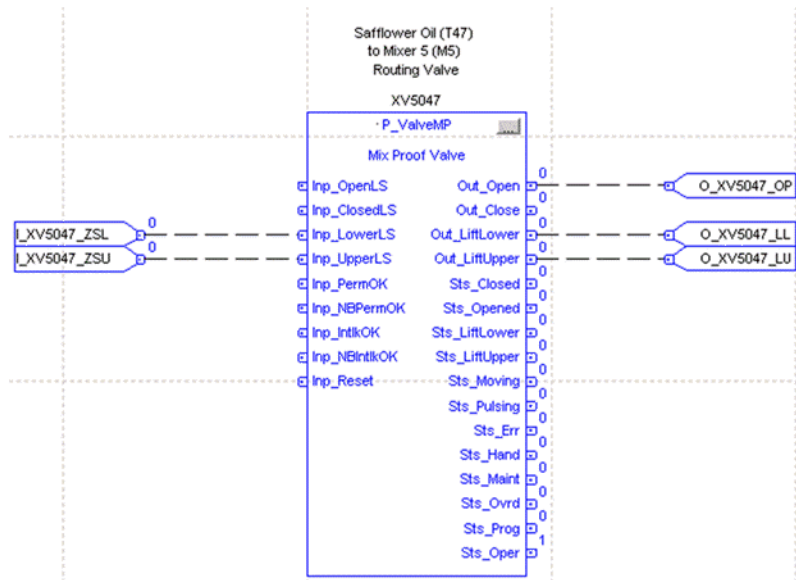 Safflower Oil (T47)
to Mixer 5 (M5)
Routing Valve
XV5047
P_ValveMP
...
Mix Proof Valve
Inp_OpenLS Out_Open 0 O_XV5047_OP
Inp_ClosedLS Out_Close 0
I_XV5047_ZSL 0 Inp_LowerLS Out_LiftLower 0 O_XV5047_LL
I_XV5047_ZSU 0 Inp_UpperLS Out_LiftUpper 0 O_XV5047_LU
Inp_PermOK Sts_Closed 0
Inp_NBPermOK Sts_Opened 0
Inp_IntlkOK Sts_LiftLower 0
Inp_NBIntlkOK Sts_LiftUpper 0
Inp_Reset Sts_Moving 0
Sts_Pulsing 0
Sts_Err 0
Sts_Hand 0
Sts_Maint 0
Sts_Ovrd 0
Sts_Prog 0
Sts_Oper 1